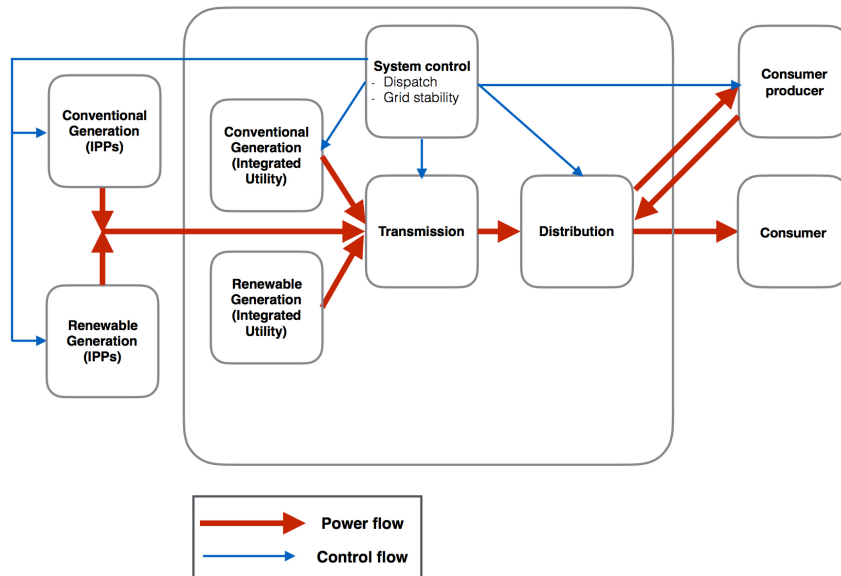 System control
- Dispatch
- Grid stability
Consumer
producer
Conventional
Generation
(IPPs)
Conventional
Generation
(Integrated
Utility)
Transmission
Distribution
Consumer
Renewable
Generation
(Integrated
Utility)
Renewable
Generation
(IPPs)
Power flow
Control flow